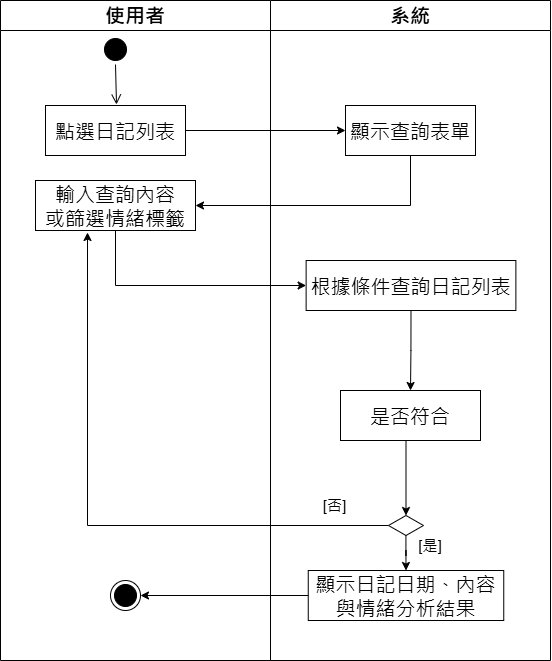 使用者
系統
點選日記列表
顯示查詢表單
輸入查詢內容
或篩選情緒標籤
根據條件查詢日記列表
是否符合
[否]
[是]
顯示日記日期、內容
與情緒分析結果